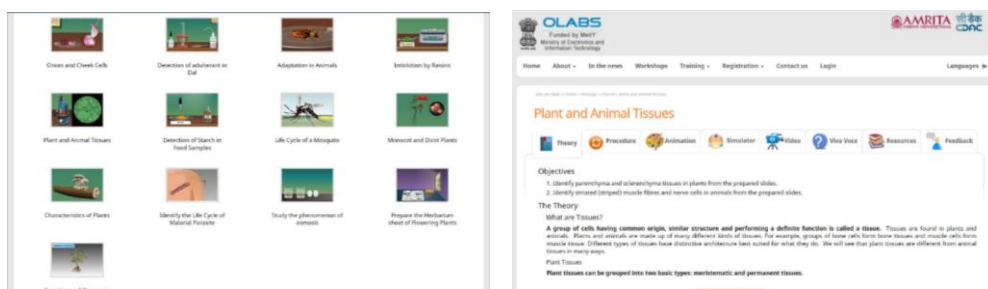 Onion and Cheek Cells
Detection of adulterant in
Dal
Adaptation in Animals
Imbibition by Raisins
Plant and Animal Tissues
Detection of Starch in
Food Samples
Life Cycle of a Mosquito
Monocot and Dicot Plants
Characteristics of Plants
Identify the Life Cycle of
Malarial Parasite
Study the phenomenon of
osmosis
Prepare the Herbarium
sheet of Flowering Plants
OLABS
Funded by MeitY
Ministry of Electronics and
Information Technology
AMRITA
सी डैक
CDAC
Home About In the news Workshops Training Registration Contact us Login Languages
Plant and Animal Tissues
Theory Procedure Animation Simulator Video Viva Voce Resources Feedback
Objectives
1. Identify parenchyma and sclerenchyma tissues in plants from the prepared slides.
2. Identify striated (striped) muscle fibres and nerve cells in animals from the prepared slides.
The Theory
What are Tissues?
A group of cells having common origin, similar structure and performing a definite function is called a tissue. Tissues are found in plants and
animals. Plants and animals are made up of many different kinds of tissues. For example, groups of bone cells form bone tissues and muscle cells form
muscle tissue. Different types of tissues have distinctive architecture best suited for what they do. We will see that plant tissues are different from animal
tissues in many ways.
Plant Tissues
Plant tissues can be grouped into two basic types: meristematic and permanent tissues.